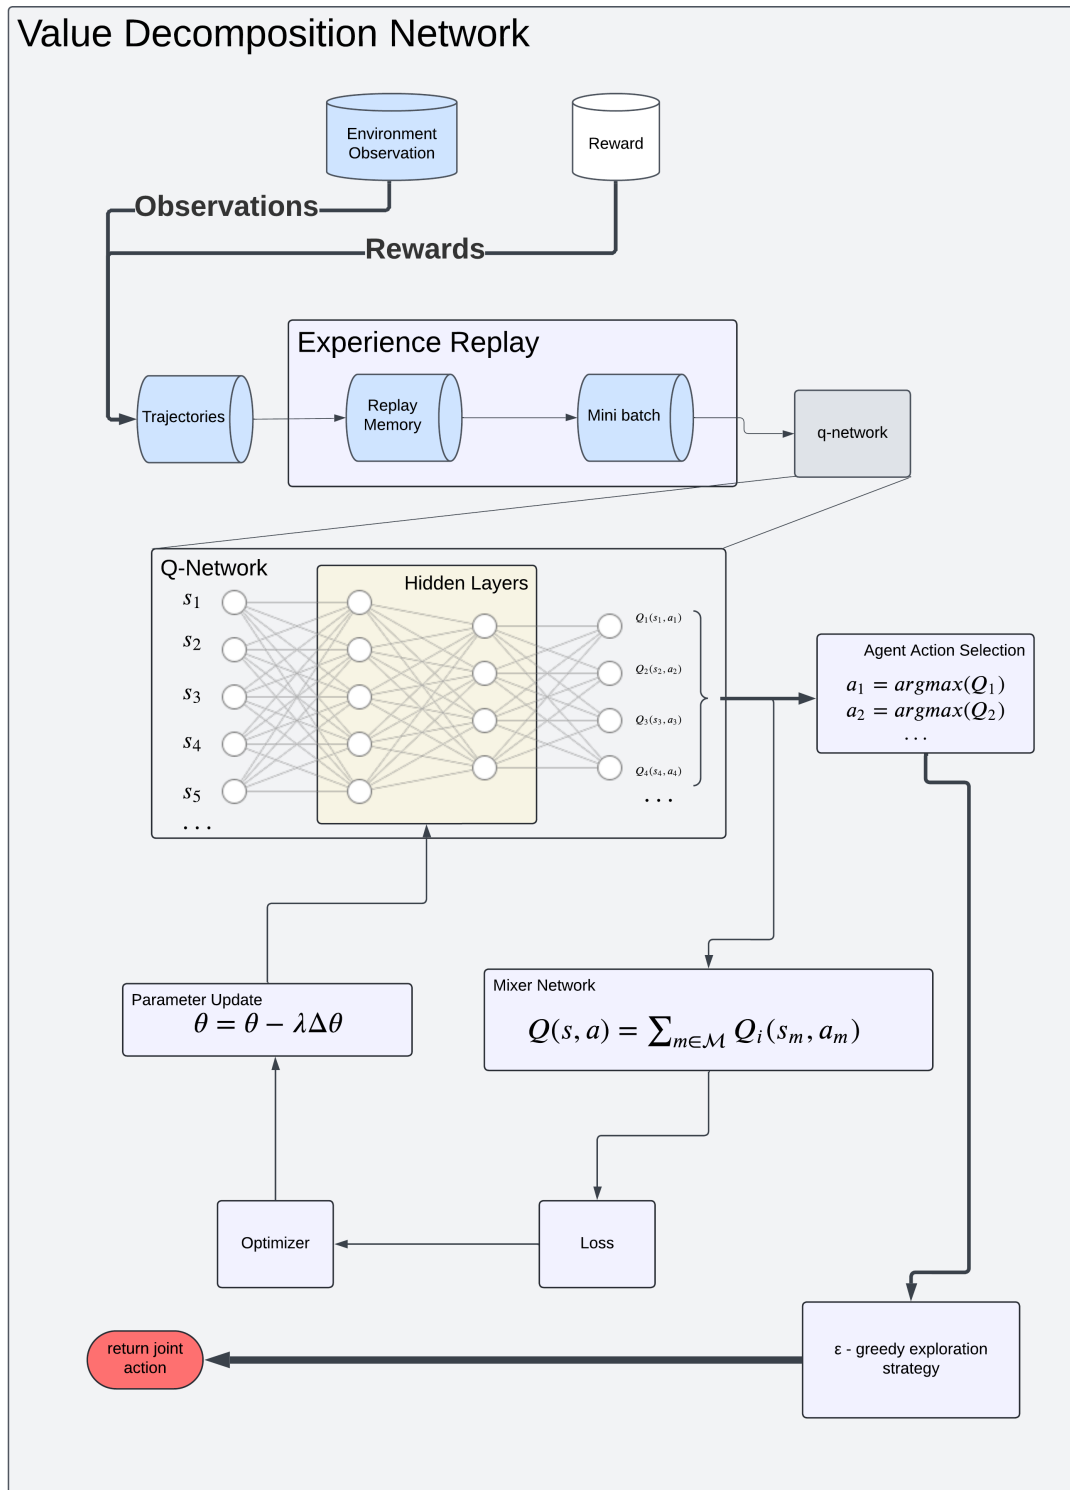 Value Decomposition Network
Environment
Observation
Reward
Observations
Rewards
Experience Replay
Trajectories
Replay
Memory
Mini batch
q-network
Q-Network
Hidden Layers
s₁
s₂
s₃
s₄
s₅
...
Q₁(s₁, a₁)
Q₂(s₂, a₂)
Q₃(s₃, a₃)
Q₄(s₄, a₄)
...
Agent Action Selection
a₁ = argmax(Q₁)
a₂ = argmax(Q₂)
...
Parameter Update
θ = θ − λΔθ
Mixer Network
Q(s, a) = ∑_{m∈ℳ} Qᵢ(sₘ, aₘ)
Optimizer
Loss
return joint
action
ε - greedy exploration
strategy